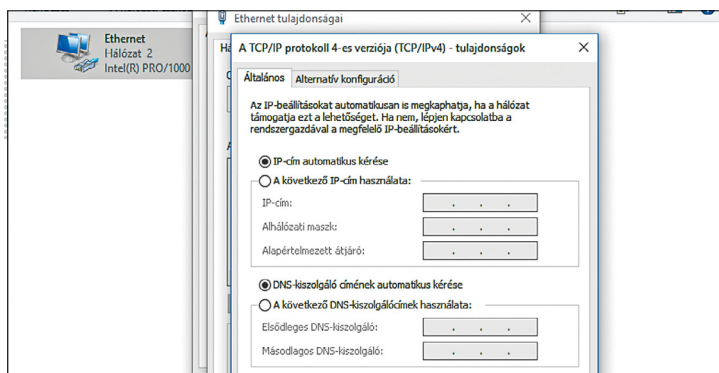 Ethernet tulajdonságai
Ethernet
Hálózat 2
Intel(R) PRO/1000
A TCP/IP protokoll 4-es verziója (TCP/IPv4) - tulajdonságok
Általános
Alternatív konfiguráció
Az IP-beállításokat automatikusan is megkaphatja, ha a hálózat
támogatja ezt a lehetőséget. Ha nem, lépjen kapcsolatba a
rendszergazdával a megfelelő IP-beállításokért.
IP-cím automatikus kérése
A következő IP-cím használata:
IP-cím:
Alhálózati maszk:
Alapértelmezett átjáró:
DNS-kiszolgáló címének automatikus kérése
A következő DNS-kiszolgálócímek használata:
Elsődleges DNS-kiszolgáló:
Másodlagos DNS-kiszolgáló: